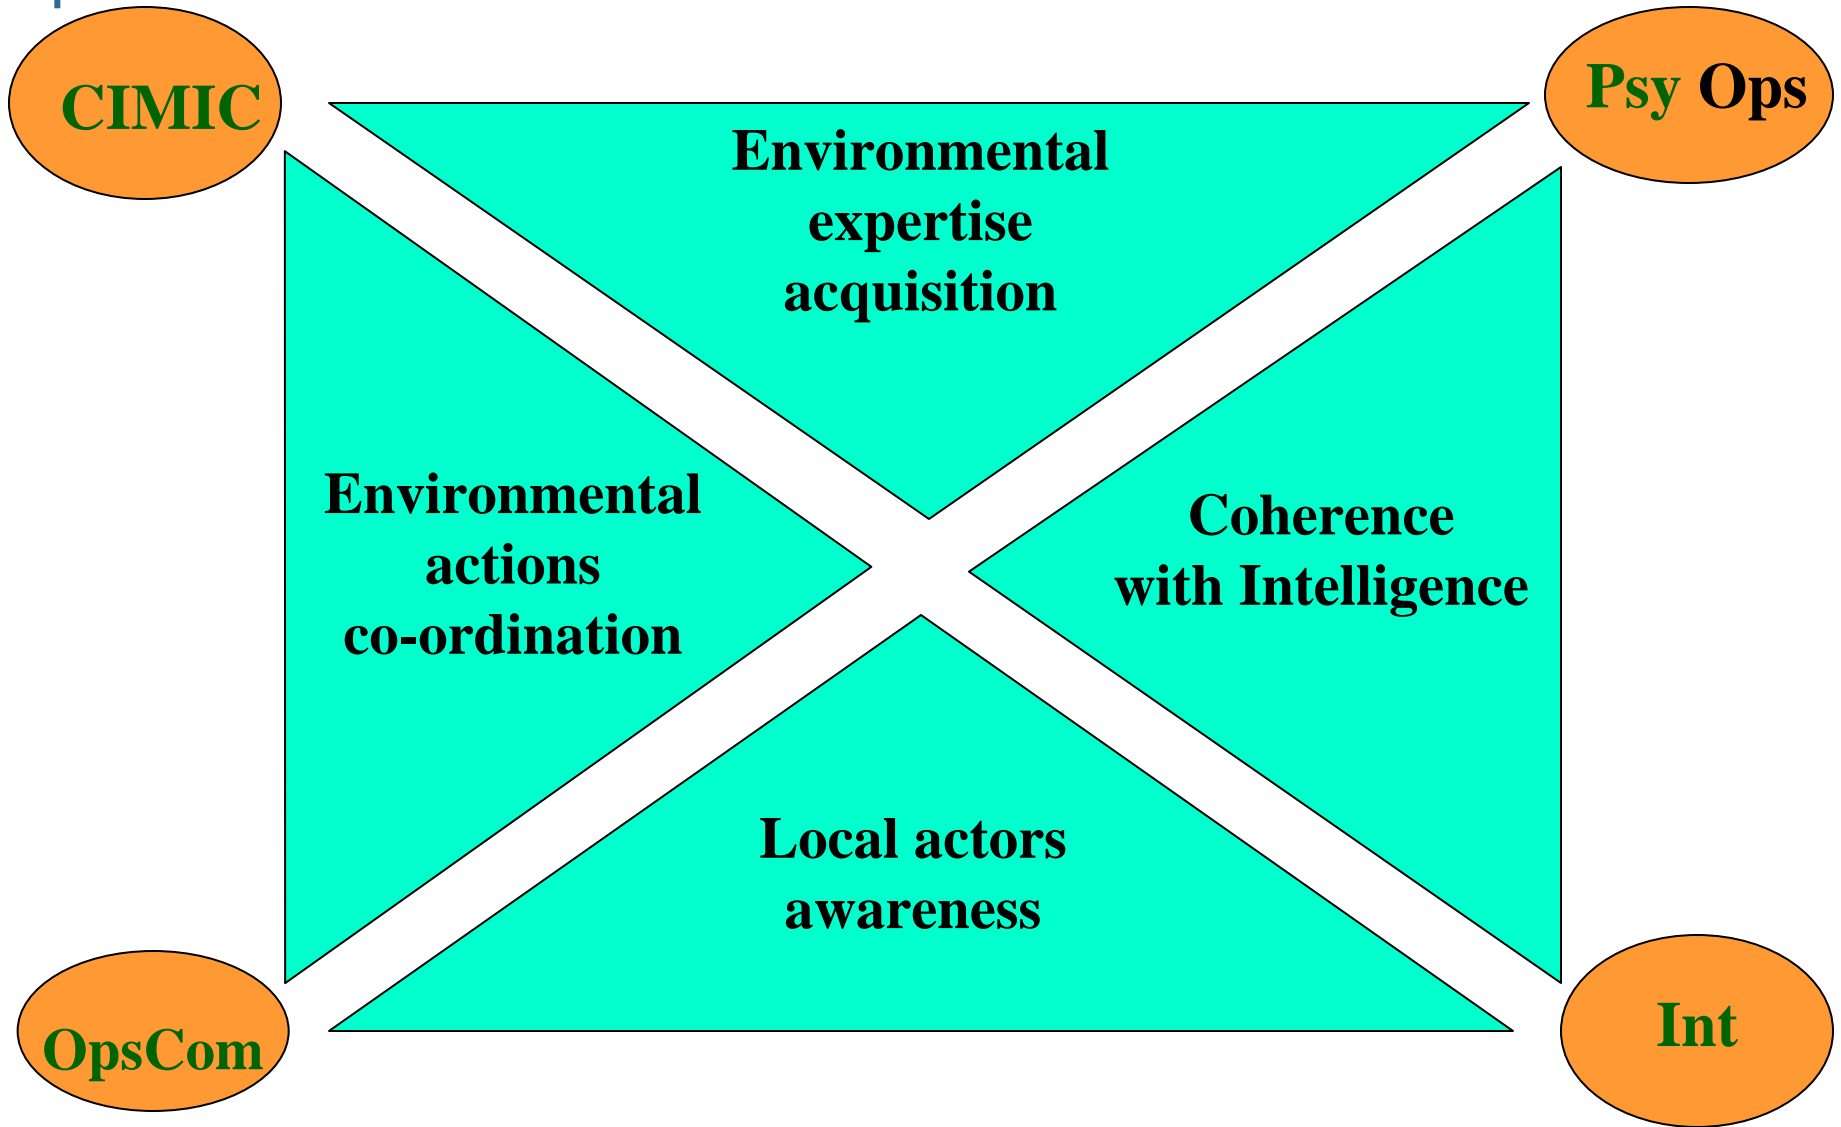 CIMIC
Psy Ops
Environmental
expertise
acquisition
Environmental
actions
co-ordination
Coherence
with Intelligence
Local actors
awareness
OpsCom
Int